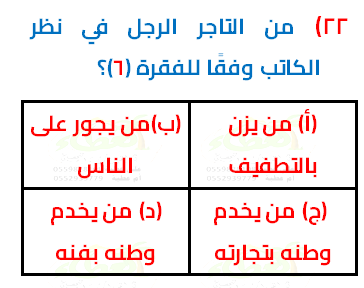 ٢٢) من التاجر الرجل في نظر
الكاتب وفقًا للفقرة (٦)؟
(أ) من يزن
بالتطفيف
(ب)من يجور على
الناس
(ج) من يخدم
وطنه بتجارته
(د) من يخدم
وطنه بفنه